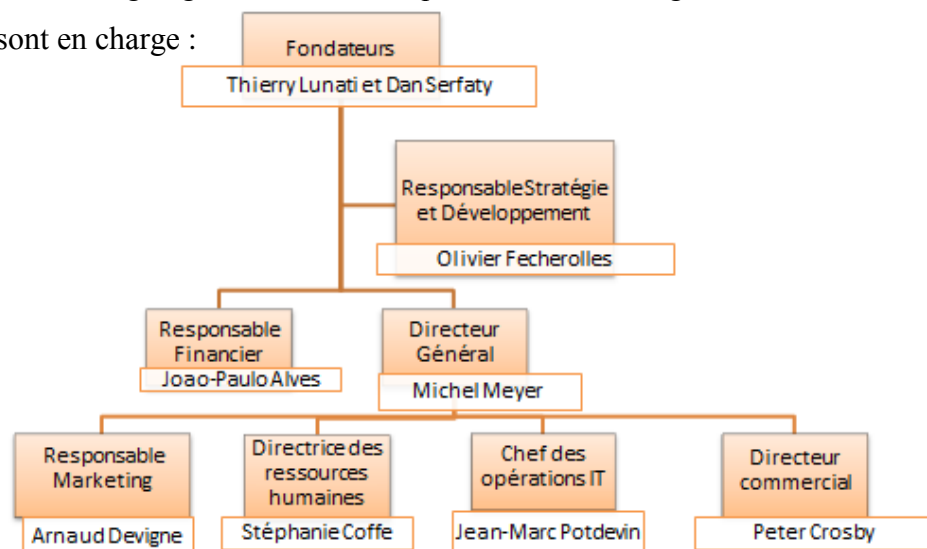 sont en charge :
Fondateurs
Thierry Lunati et Dan Serfaty
Responsable Stratégie
et Développement
Olivier Fecherolles
Responsable
Financier
Joao-Paulo Alves
Directeur
Général
Michel Meyer
Responsable
Marketing
Arnaud Devigne
Directrice des
ressources
humaines
Stéphanie Coffe
Chef des
opérations IT
Jean-Marc Potdevin
Directeur
commercial
Peter Crosby